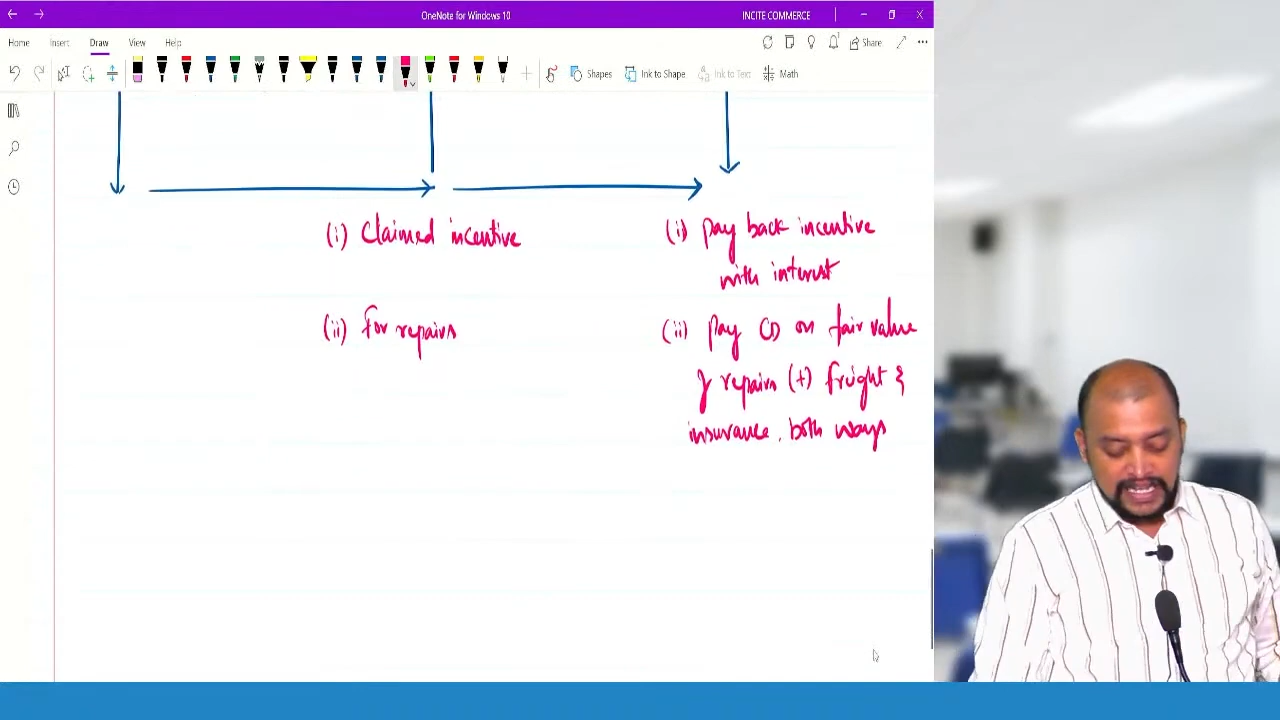 OneNote for Windows 10
INCITE COMMERCE
Home Insert Draw View Help
Share
Shapes Ink to Shape Ink to Text Math
(i) Claimed incentive
(i) pay back incentive
with interest
(ii) For repairs
(ii) pay CD on fair value
of repairs (+) freight &
insurance, both ways